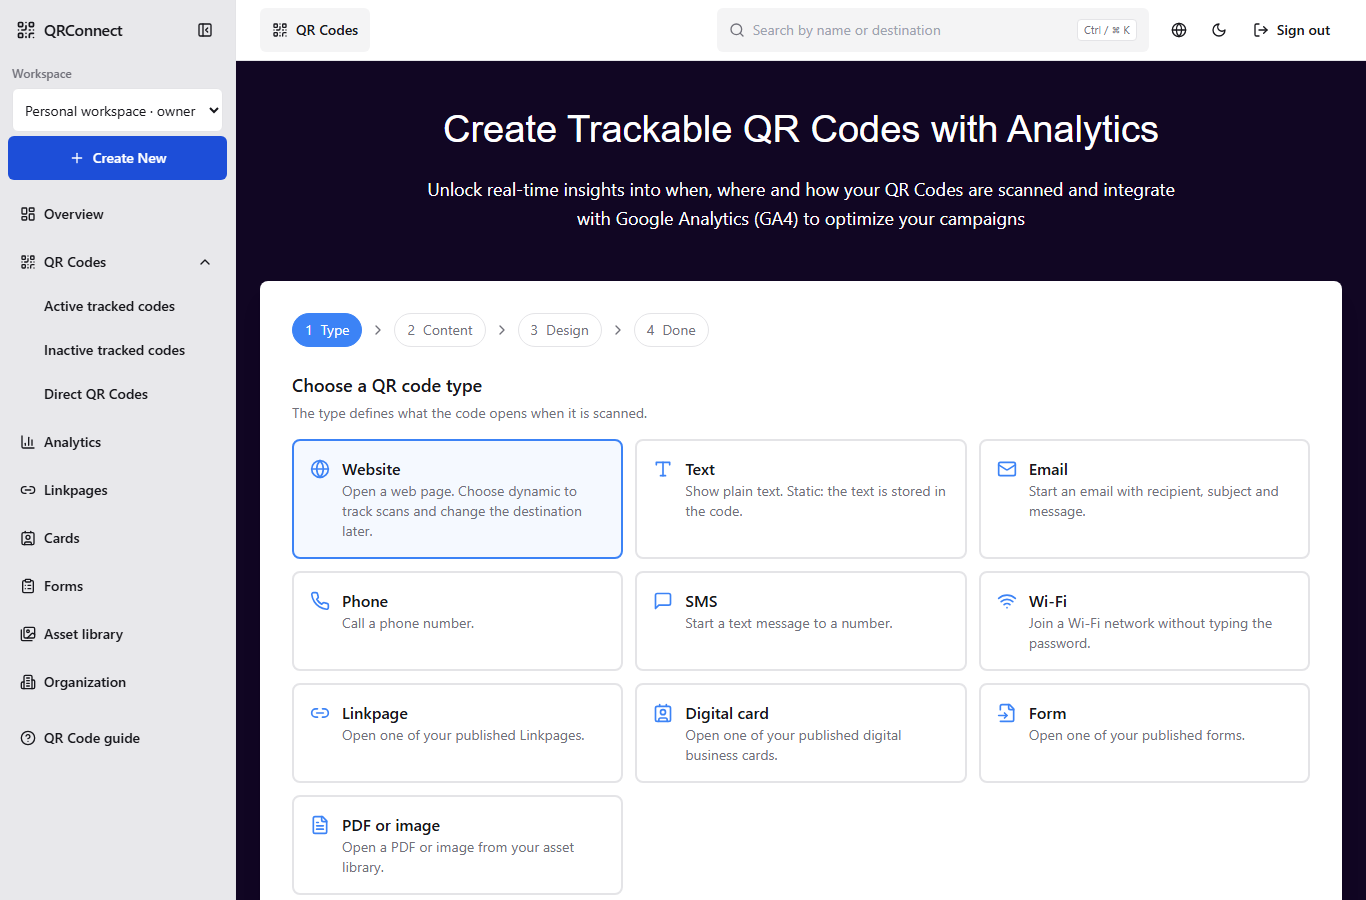 QRConnect
QR Codes
Search by name or destination
Ctrl / ⌘ K
Sign out
Workspace
Personal workspace · owner
Create New
Overview
QR Codes
Active tracked codes
Inactive tracked codes
Direct QR Codes
Analytics
Linkpages
Cards
Forms
Asset library
Organization
QR Code guide
Create Trackable QR Codes with Analytics
Unlock real-time insights into when, where and how your QR Codes are scanned and integrate
with Google Analytics (GA4) to optimize your campaigns
1 Type
2 Content
3 Design
4 Done
Choose a QR code type
The type defines what the code opens when it is scanned.
Website
Open a web page. Choose dynamic to
track scans and change the destination
later.
Text
Show plain text. Static: the text is stored in
the code.
Email
Start an email with recipient, subject and
message.
Phone
Call a phone number.
SMS
Start a text message to a number.
Wi-Fi
Join a Wi-Fi network without typing the
password.
Linkpage
Open one of your published Linkpages.
Digital card
Open one of your published digital
business cards.
Form
Open one of your published forms.
PDF or image
Open a PDF or image from your asset
library.